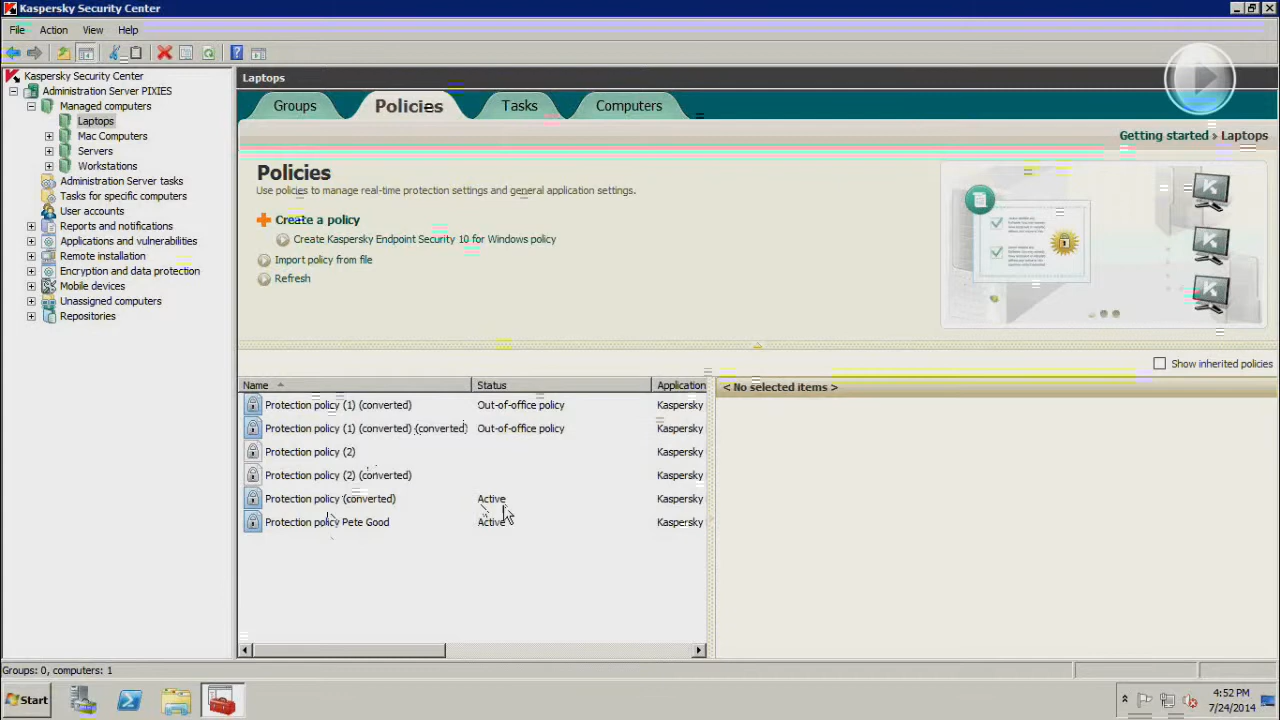 Kaspersky Security Center
File Action View Help
Kaspersky Security Center
Administration Server PIXIES
Managed computers
Laptops
Mac Computers
Servers
Workstations
Administration Server tasks
Tasks for specific computers
User accounts
Reports and notifications
Applications and vulnerabilities
Remote installation
Encryption and data protection
Mobile devices
Unassigned computers
Repositories
Laptops
Groups Policies Tasks Computers
Getting started › Laptops
Policies
Use policies to manage real-time protection settings and general application settings.
Create a policy
Create Kaspersky Endpoint Security 10 for Windows policy
Import policy from file
Refresh
Show inherited policies
Name Status Application
Protection policy (1) (converted) Out-of-office policy Kaspersky
Protection policy (1) (converted) (converted) Out-of-office policy Kaspersky
Protection policy (2) Kaspersky
Protection policy (2) (converted) Kaspersky
Protection policy (converted) Active Kaspersky
Protection policy Pete Good Active Kaspersky
< No selected items >
Groups: 0, computers: 1
Start
4:52 PM
7/24/2014